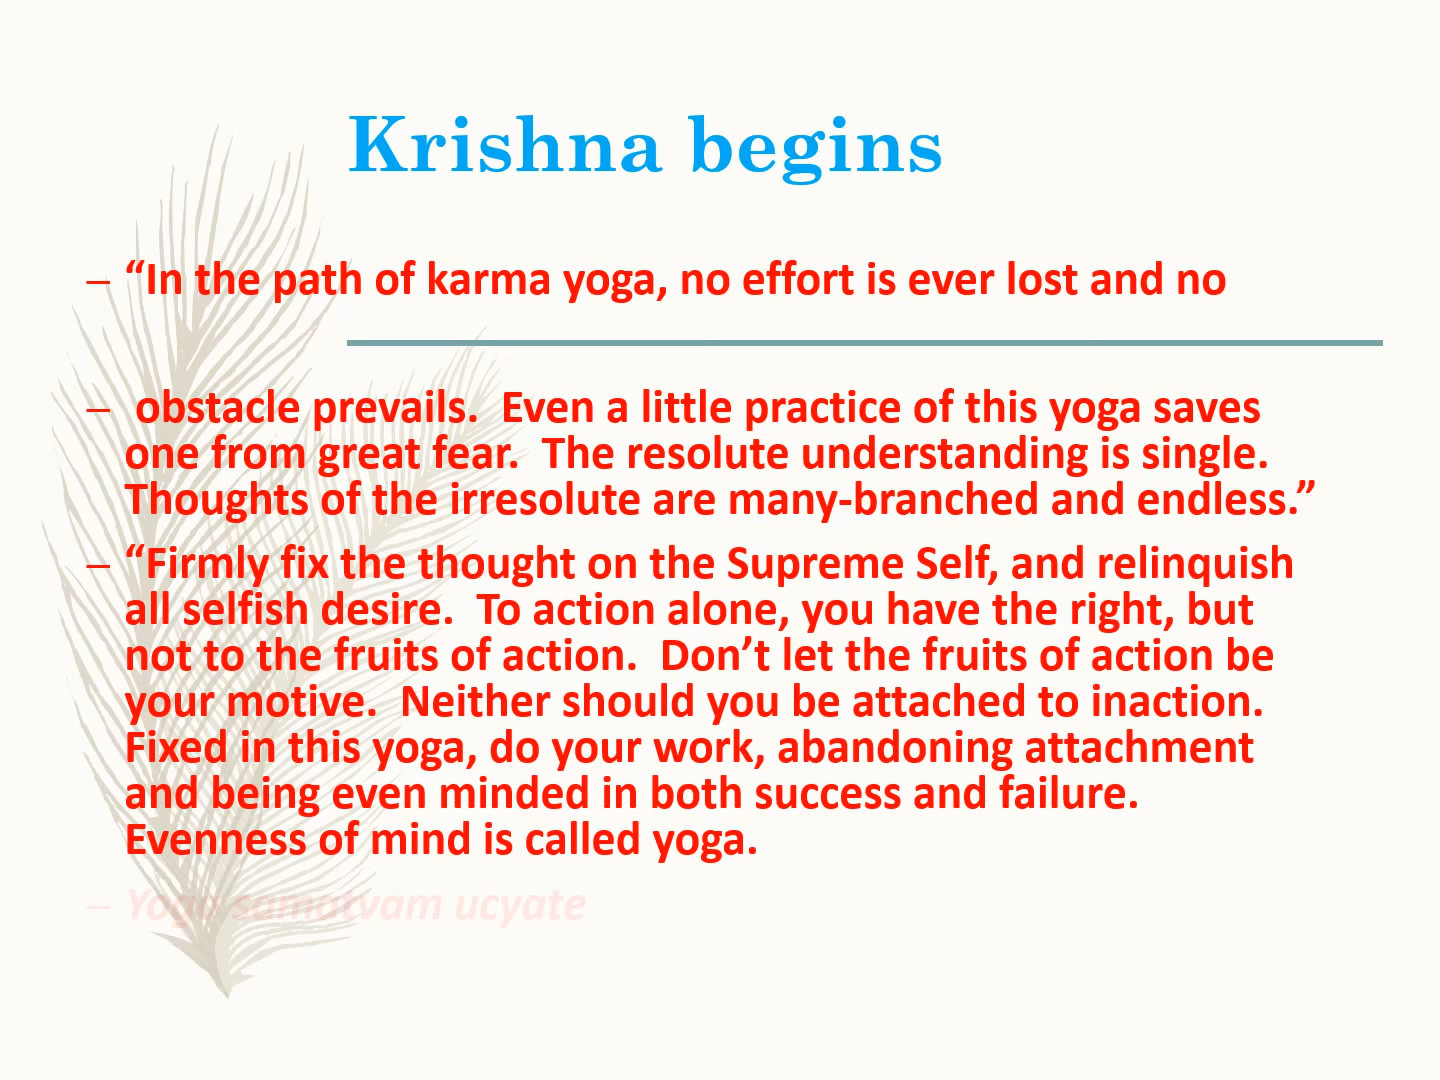 Krishna begins
– “In the path of karma yoga, no effort is ever lost and no
– obstacle prevails.  Even a little practice of this yoga saves
one from great fear.  The resolute understanding is single.
Thoughts of the irresolute are many-branched and endless.”
– “Firmly fix the thought on the Supreme Self, and relinquish
all selfish desire.  To action alone, you have the right, but
not to the fruits of action.  Don’t let the fruits of action be
your motive.  Neither should you be attached to inaction.
Fixed in this yoga, do your work, abandoning attachment
and being even minded in both success and failure.
Evenness of mind is called yoga.
– Yoga samatvam ucyate